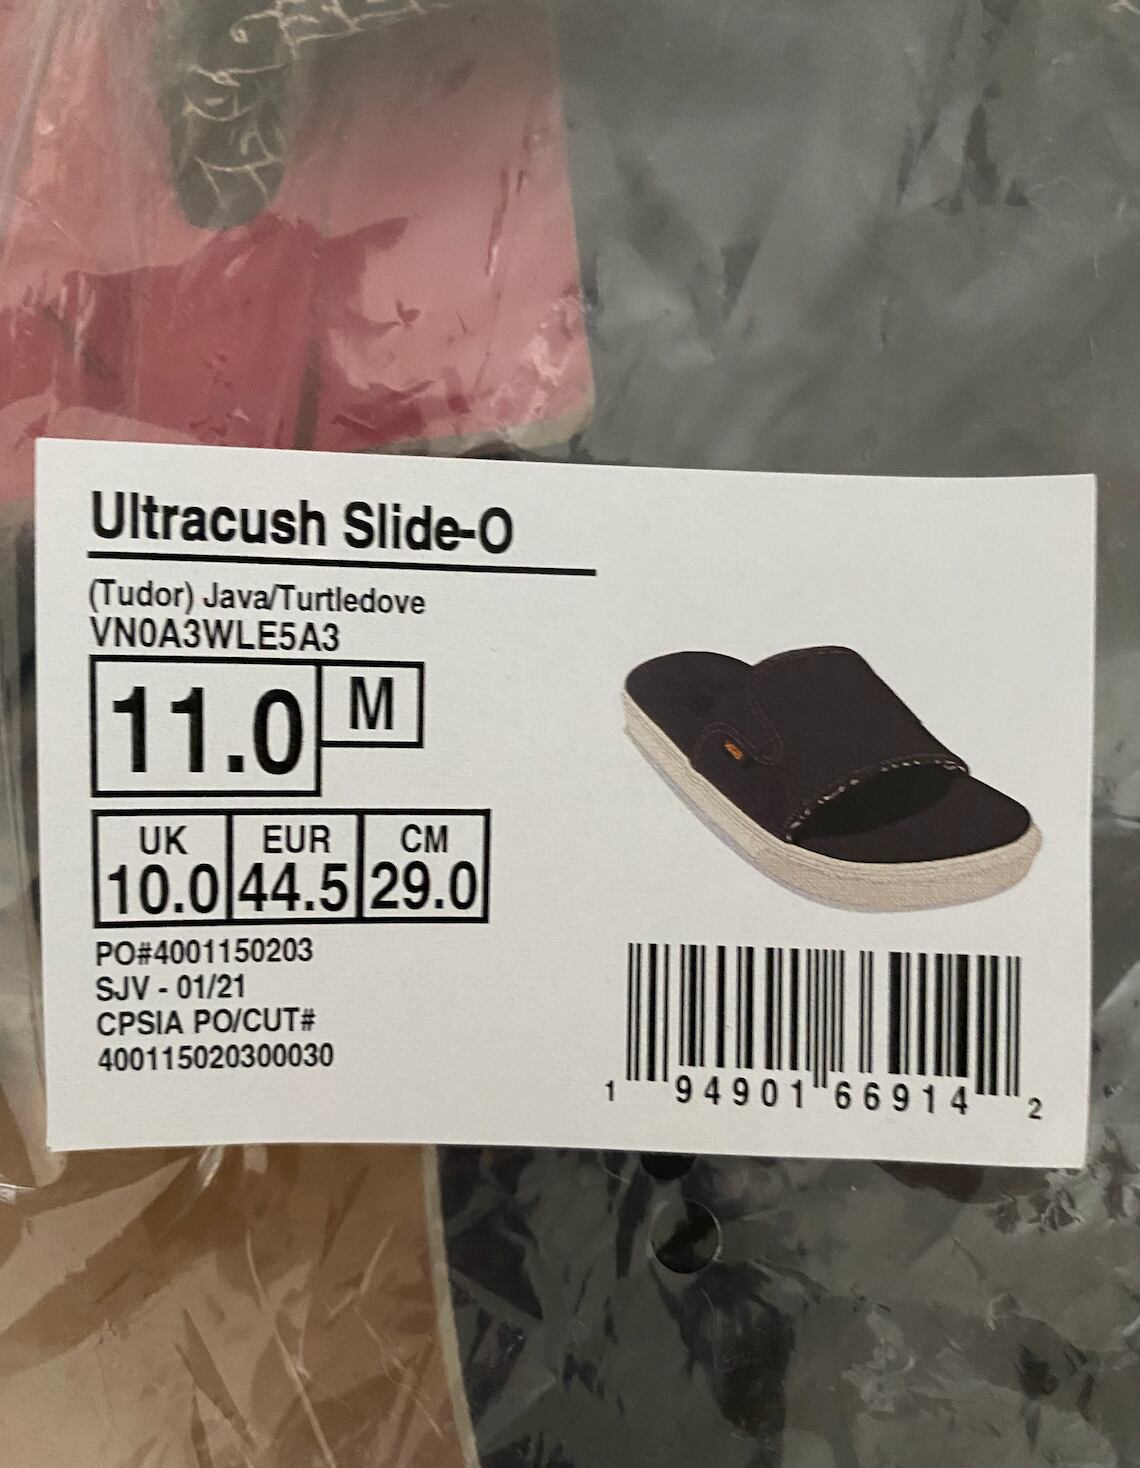 Ultracush Slide-O
(Tudor) Java/Turtledove
VN0A3WLE5A3
11.0 M
UK EUR CM
10.0 44.5 29.0
PO#4001150203
SJV - 01/21
CPSIA PO/CUT#
400115020300030
1 94901 66914 2